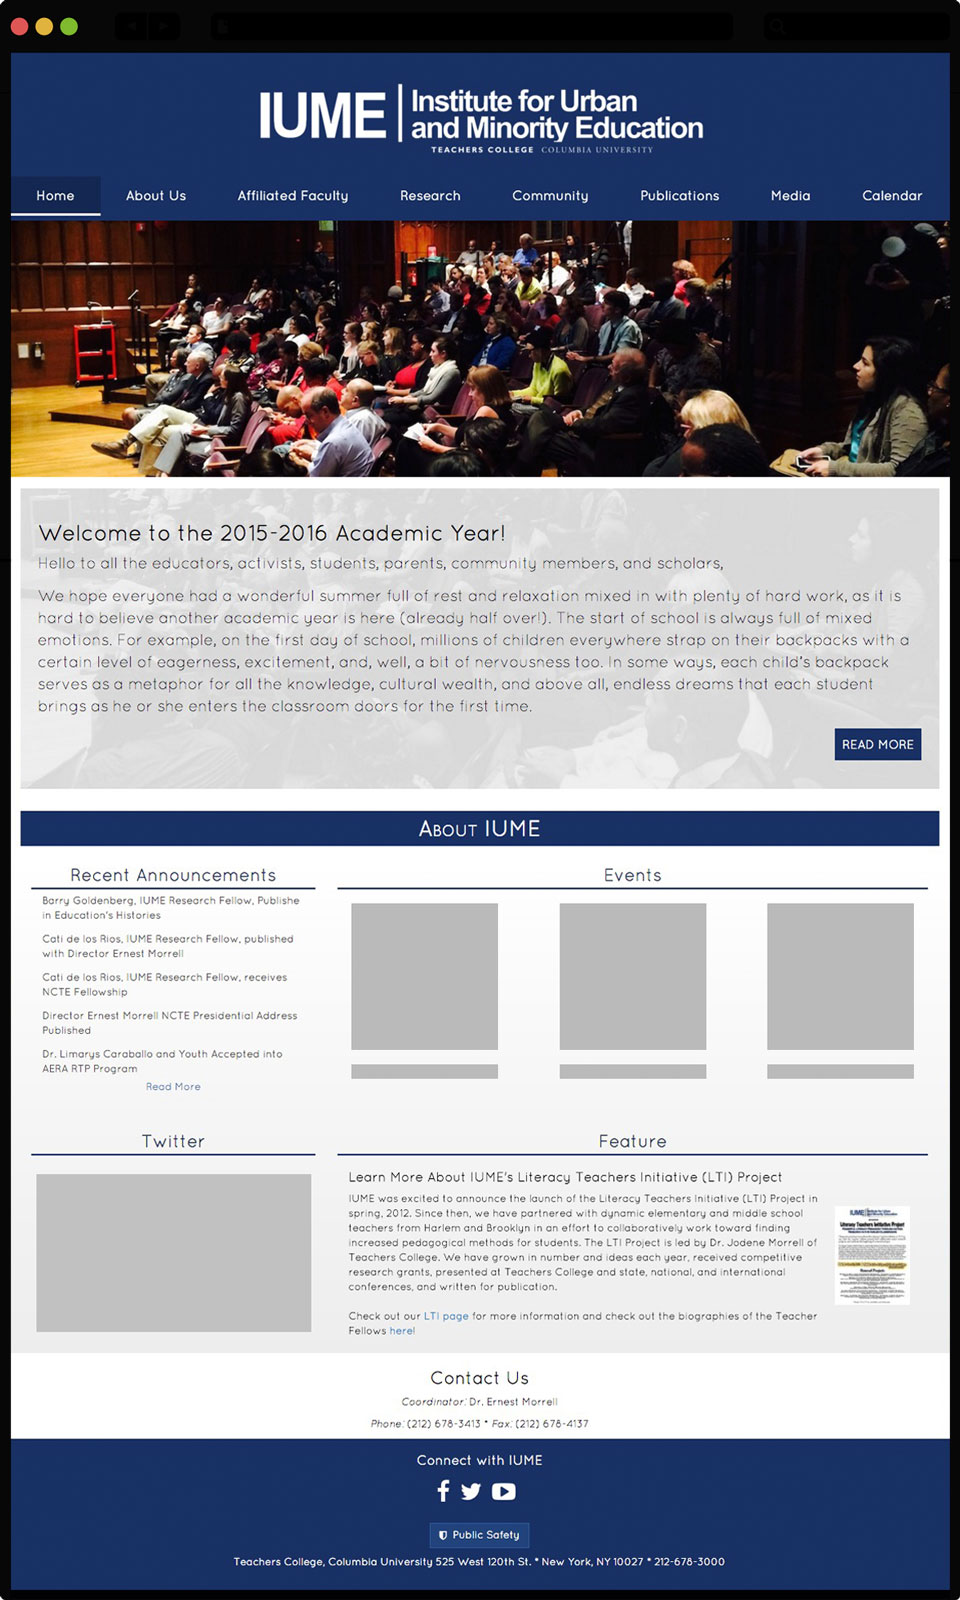 IUME
Institute for Urban
and Minority Education
TEACHERS COLLEGE COLUMBIA UNIVERSITY
Home About Us Affiliated Faculty Research Community Publications Media Calendar
Welcome to the 2015-2016 Academic Year!
Hello to all the educators, activists, students, parents, community members, and scholars,
We hope everyone had a wonderful summer full of rest and relaxation mixed in with plenty of hard work, as it is
hard to believe another academic year is here (already half over!). The start of school is always full of mixed
emotions. For example, on the first day of school, millions of children everywhere strap on their backpacks with a
certain level of eagerness, excitement, and, well, a bit of nervousness too. In some ways, each child's backpack
serves as a metaphor for all the knowledge, cultural wealth, and above all, endless dreams that each student
brings as he or she enters the classroom doors for the first time.
READ MORE
About IUME
Recent Announcements
Barry Goldenberg, IUME Research Fellow, Publishe
in Education's Histories
Cati de los Rios, IUME Research Fellow, published
with Director Ernest Morrell
Cati de los Rios, IUME Research Fellow, receives
NCTE Fellowship
Director Ernest Morrell NCTE Presidential Address
Published
Dr. Limarys Caraballo and Youth Accepted into
AERA RTP Program
Read More
Events
Twitter
Feature
Learn More About IUME's Literacy Teachers Initiative (LTI) Project
IUME was excited to announce the launch of the Literacy Teachers Initiative (LTI) Project in
spring, 2012. Since then, we have partnered with dynamic elementary and middle school
teachers from Harlem and Brooklyn in an effort to collaboratively work toward finding
increased pedagogical methods for students. The LTI Project is led by Dr. Jodene Morrell of
Teachers College. We have grown in number and ideas each year, received competitive
research grants, presented at Teachers College and state, national, and international
conferences, and written for publication.
Check out our LTI page for more information and check out the biographies of the Teacher
Fellows here!
Literacy Teachers Initiative Project
Contact Us
Coordinator: Dr. Ernest Morrell
Phone: (212) 678-3413 * Fax: (212) 678-4137
Connect with IUME
Public Safety
Teachers College, Columbia University 525 West 120th St. * New York, NY 10027 * 212-678-3000